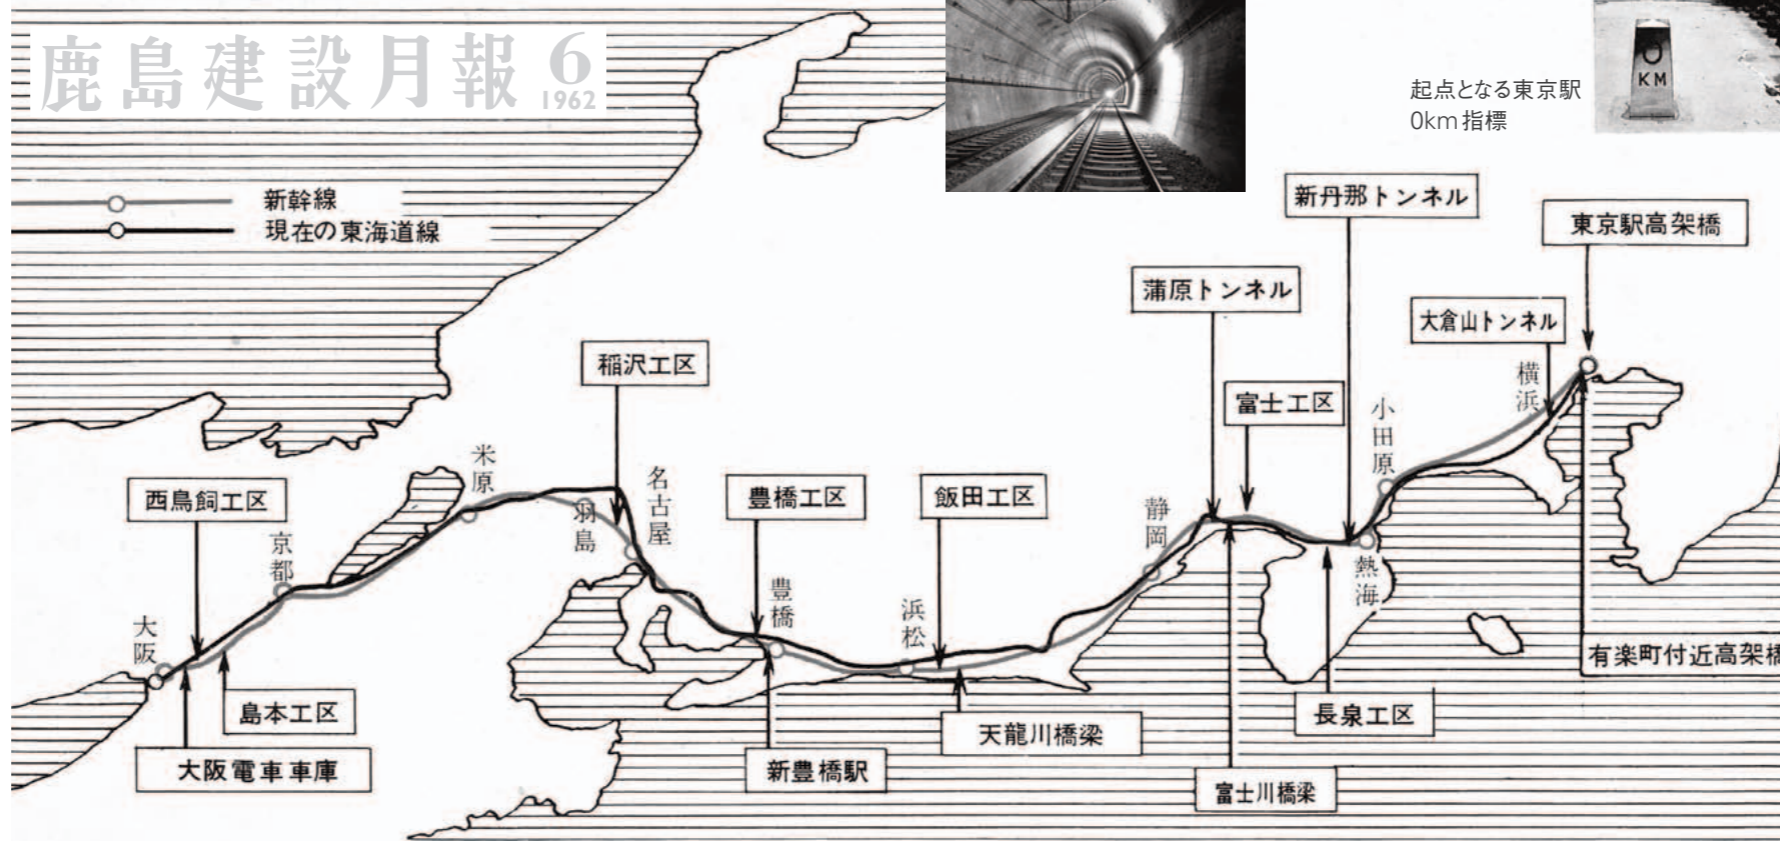 鹿島建設月報 6
1962
起点となる東京駅
0km指標
0
KM
新幹線
現在の東海道線
新丹那トンネル
東京駅高架橋
蒲原トンネル
大倉山トンネル
稲沢工区
富士工区
横浜
小田原
米原
名古屋
西鳥飼工区
豊橋工区
飯田工区
静岡
羽島
京都
熱海
豊橋
浜松
大阪
有楽町付近高架橋
島本工区
長泉工区
天龍川橋梁
大阪電車車庫
新豊橋駅
富士川橋梁